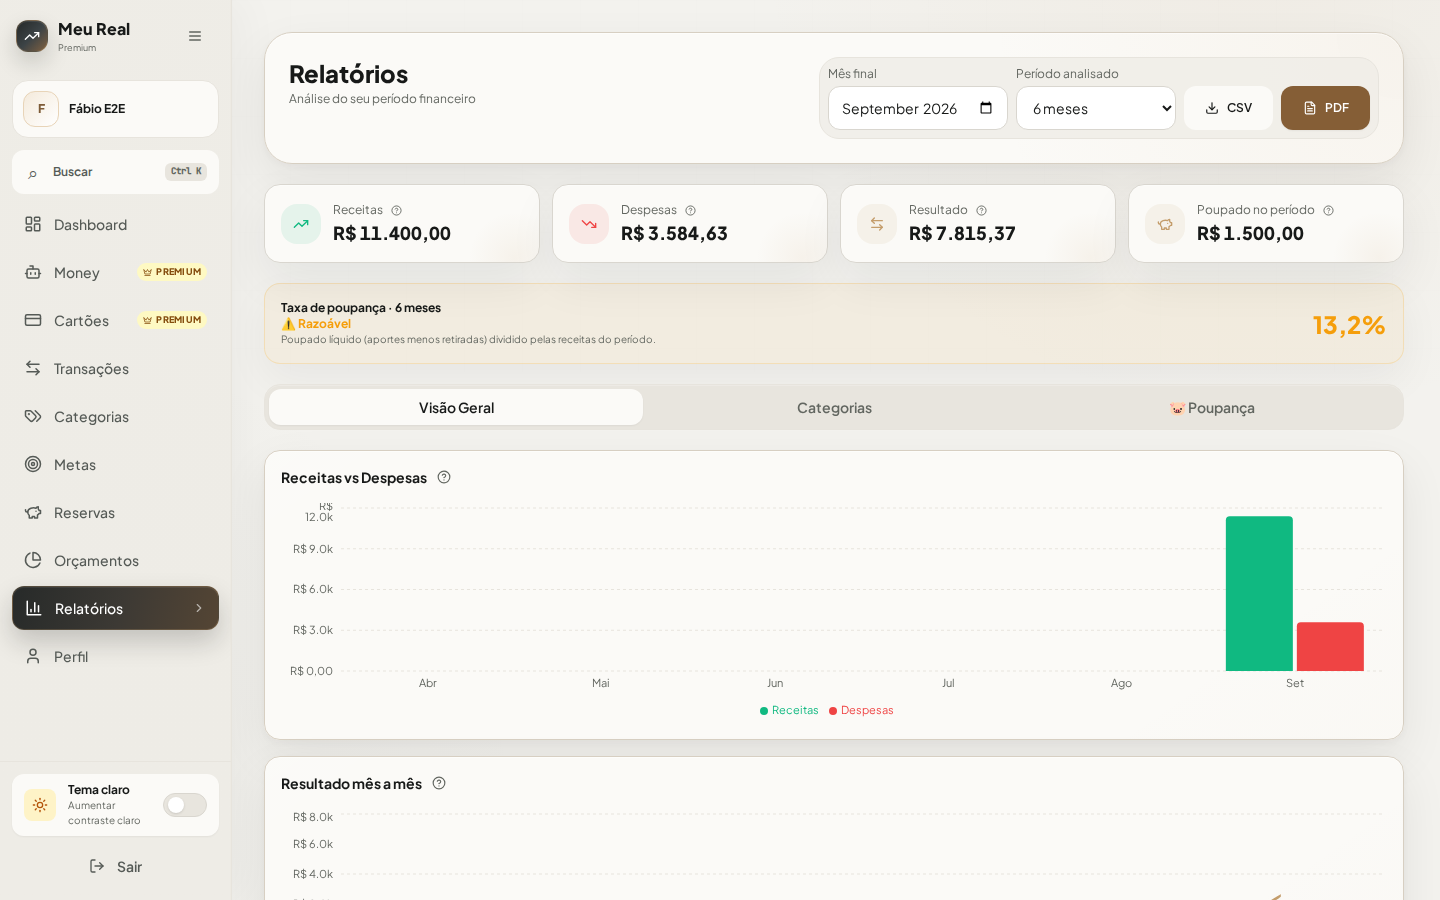 Meu Real
Premium
F
Fábio E2E
Buscar
Ctrl K
Dashboard
Money
PREMIUM
Cartões
PREMIUM
Transações
Categorias
Metas
Reservas
Orçamentos
Relatórios
Perfil
Tema claro
Aumentar
contraste claro
Sair
Relatórios
Análise do seu período financeiro
Mês final
September 2026
Período analisado
6 meses
CSV
PDF
Receitas
R$ 11.400,00
Despesas
R$ 3.584,63
Resultado
R$ 7.815,37
Poupado no período
R$ 1.500,00
Taxa de poupança · 6 meses
⚠️ Razoável
Poupado líquido (aportes menos retiradas) dividido pelas receitas do período.
13,2%
Visão Geral
Categorias
🐷 Poupança
Receitas vs Despesas
R$
12.0k
R$ 9.0k
R$ 6.0k
R$ 3.0k
R$ 0,00
Abr
Mai
Jun
Jul
Ago
Set
Receitas
Despesas
Resultado mês a mês
R$ 8.0k
R$ 6.0k
R$ 4.0k